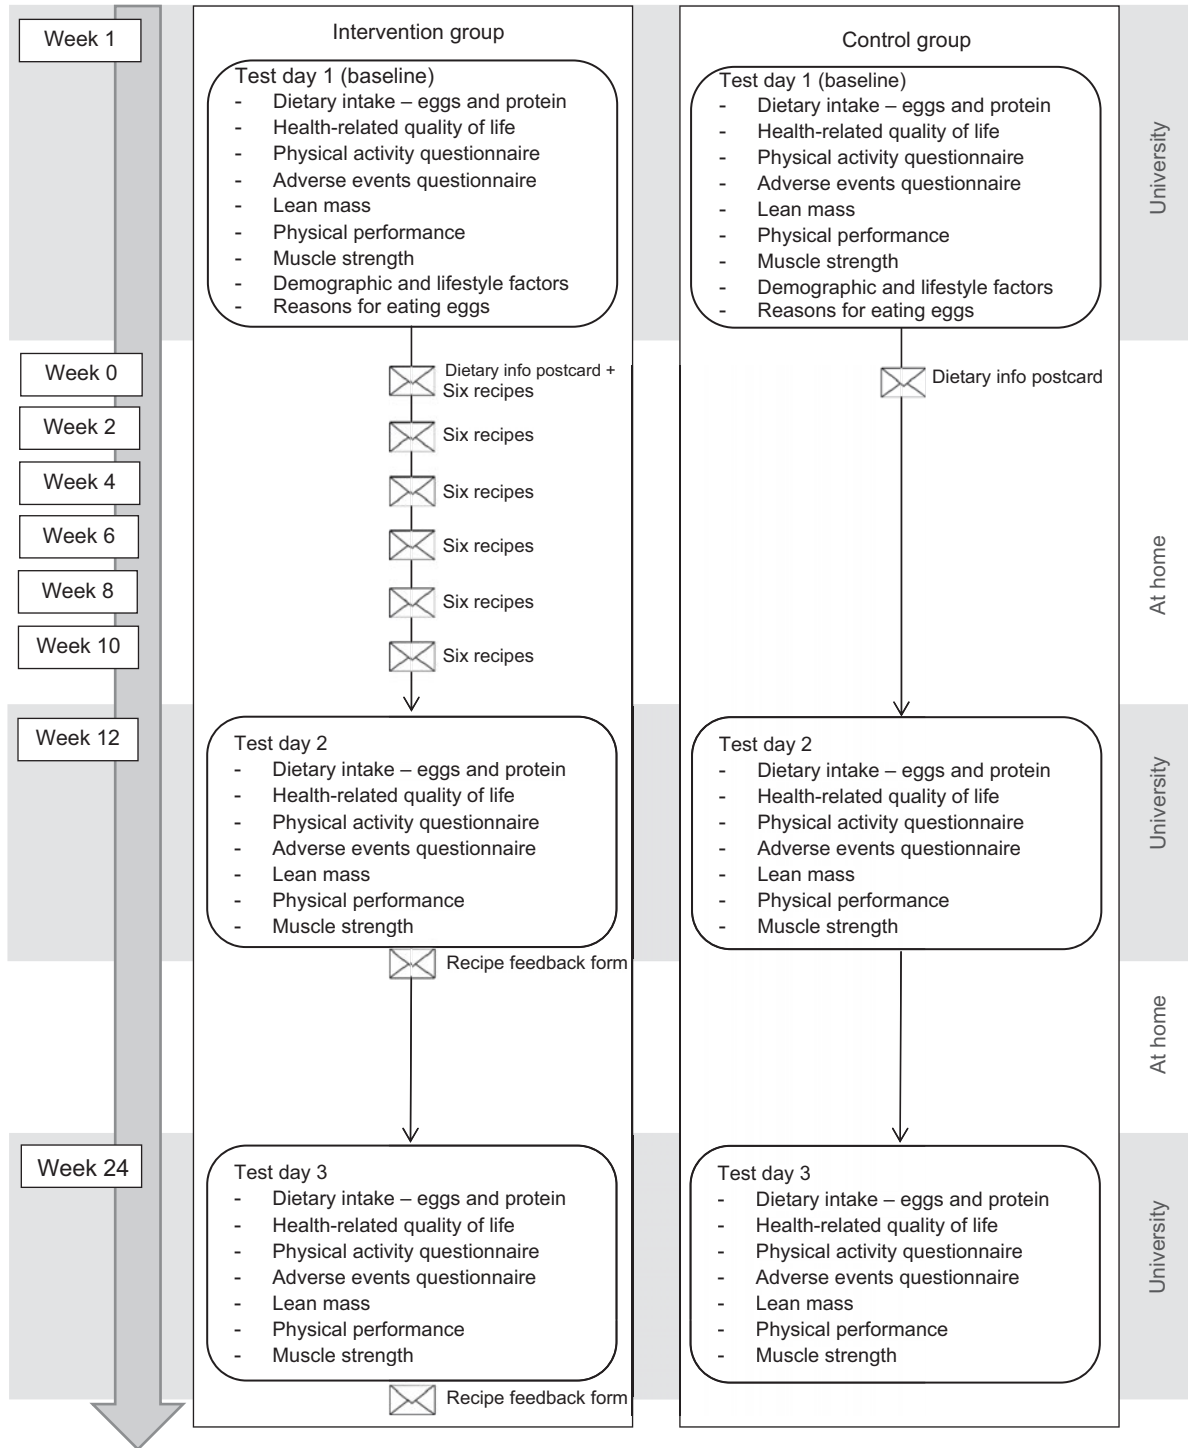 Week 1
Intervention group
Test day 1 (baseline)
- Dietary intake – eggs and protein
- Health-related quality of life
- Physical activity questionnaire
- Adverse events questionnaire
- Lean mass
- Physical performance
- Muscle strength
- Demographic and lifestyle factors
- Reasons for eating eggs
Control group
Test day 1 (baseline)
- Dietary intake – eggs and protein
- Health-related quality of life
- Physical activity questionnaire
- Adverse events questionnaire
- Lean mass
- Physical performance
- Muscle strength
- Demographic and lifestyle factors
- Reasons for eating eggs
University
Week 0
Dietary info postcard +
Six recipes
Dietary info postcard
Week 2
Six recipes
Week 4
Six recipes
Week 6
Six recipes
Week 8
Six recipes
Week 10
Six recipes
At home
Week 12
Test day 2
- Dietary intake – eggs and protein
- Health-related quality of life
- Physical activity questionnaire
- Adverse events questionnaire
- Lean mass
- Physical performance
- Muscle strength
Recipe feedback form
Test day 2
- Dietary intake – eggs and protein
- Health-related quality of life
- Physical activity questionnaire
- Adverse events questionnaire
- Lean mass
- Physical performance
- Muscle strength
University
At home
Week 24
Test day 3
- Dietary intake – eggs and protein
- Health-related quality of life
- Physical activity questionnaire
- Adverse events questionnaire
- Lean mass
- Physical performance
- Muscle strength
Recipe feedback form
Test day 3
- Dietary intake – eggs and protein
- Health-related quality of life
- Physical activity questionnaire
- Adverse events questionnaire
- Lean mass
- Physical performance
- Muscle strength
University